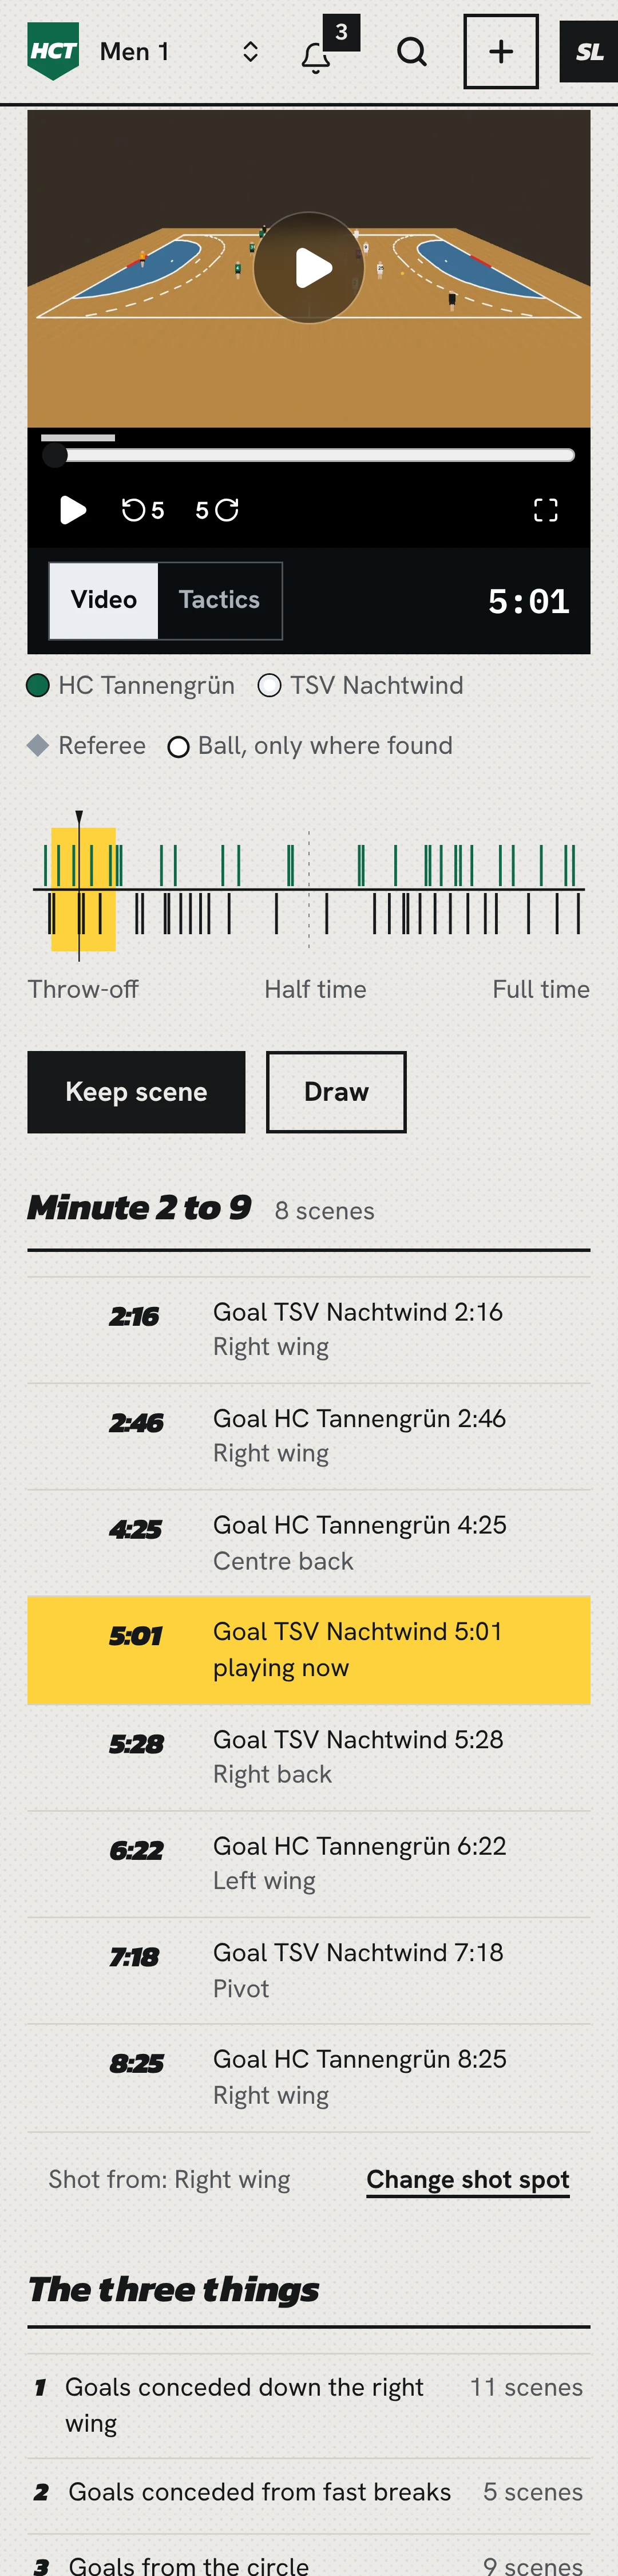 HCT Men 1 3 SL
5 5
Video Tactics 5:01
HC Tannengrün TSV Nachtwind
Referee Ball, only where found
Throw-off Half time Full time
Keep scene Draw
Minute 2 to 9 8 scenes
2:16 Goal TSV Nachtwind 2:16
Right wing
2:46 Goal HC Tannengrün 2:46
Right wing
4:25 Goal HC Tannengrün 4:25
Centre back
5:01 Goal TSV Nachtwind 5:01
playing now
5:28 Goal TSV Nachtwind 5:28
Right back
6:22 Goal HC Tannengrün 6:22
Left wing
7:18 Goal TSV Nachtwind 7:18
Pivot
8:25 Goal HC Tannengrün 8:25
Right wing
Shot from: Right wing Change shot spot
The three things
1 Goals conceded down the right 11 scenes
wing
2 Goals conceded from fast breaks 5 scenes
3 Goals from the circle 9 scenes